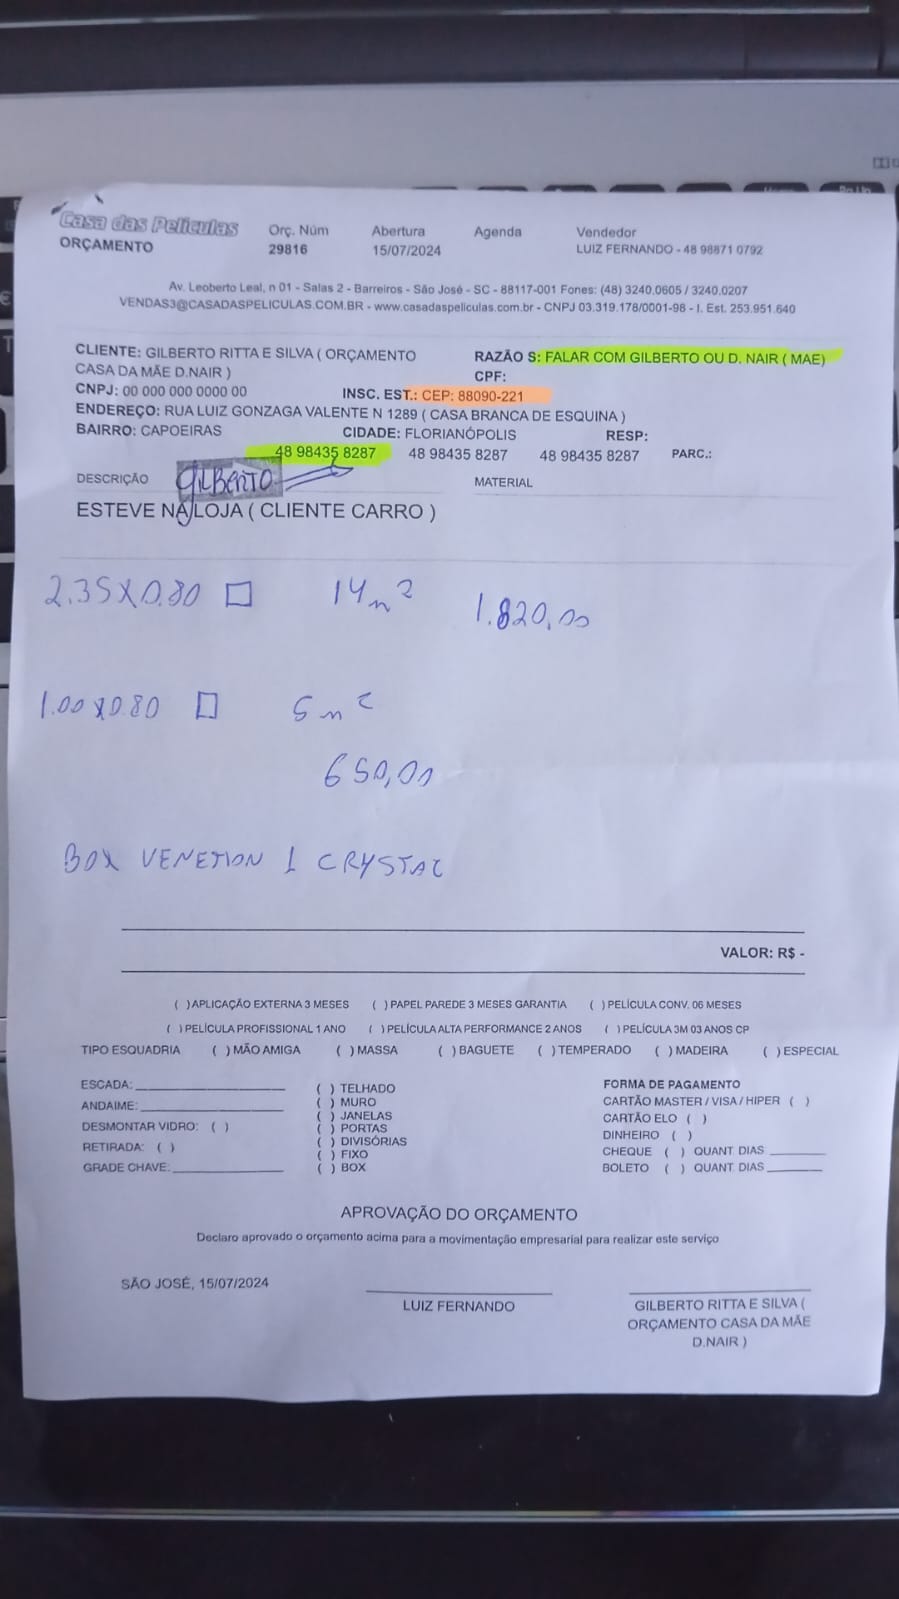 Casa das Películas
ORÇAMENTO
Orç. Núm
29816
Abertura
15/07/2024
Agenda
Vendedor
LUIZ FERNANDO - 48 98871 0792
Av. Leoberto Leal, n 01 - Salas 2 - Barreiros - São José - SC - 88117-001 Fones: (48) 3240.0605 / 3240.0207
VENDAS3@CASADASPELICULAS.COM.BR - www.casadaspeliculas.com.br - CNPJ 03.319.178/0001-98 - I. Est. 253.951.640
CLIENTE: GILBERTO RITTA E SILVA ( ORÇAMENTO
CASA DA MÃE D.NAIR )
RAZÃO S: FALAR COM GILBERTO OU D. NAIR ( MAE)
CPF:
CNPJ: 00 000 000 0000 00
INSC. EST.: CEP: 88090-221
ENDEREÇO: RUA LUIZ GONZAGA VALENTE N 1289 ( CASA BRANCA DE ESQUINA )
BAIRRO: CAPOEIRAS CIDADE: FLORIANÓPOLIS RESP:
48 98435 8287 48 98435 8287 48 98435 8287 PARC.:
DESCRIÇÃO GILBERTO MATERIAL
ESTEVE NA LOJA ( CLIENTE CARRO )
2.35X0.80 14m² 1.820,00
1.00X0.80 5m²
650,00
BOX VENETION 1 CRYSTAL
VALOR: R$ -
( )APLICAÇÃO EXTERNA 3 MESES ( )PAPEL PAREDE 3 MESES GARANTIA ( )PELÍCULA CONV. 06 MESES
( )PELÍCULA PROFISSIONAL 1 ANO ( )PELÍCULA ALTA PERFORMANCE 2 ANOS ( )PELÍCULA 3M 03 ANOS CP
TIPO ESQUADRIA ( ) MÃO AMIGA ( ) MASSA ( ) BAGUETE ( ) TEMPERADO ( ) MADEIRA ( ) ESPECIAL
ESCADA:
ANDAIME:
DESMONTAR VIDRO: ( )
RETIRADA: ( )
GRADE CHAVE:
( ) TELHADO
( ) MURO
( ) JANELAS
( ) PORTAS
( ) DIVISÓRIAS
( ) FIXO
( ) BOX
FORMA DE PAGAMENTO
CARTÃO MASTER / VISA / HIPER ( )
CARTÃO ELO ( )
DINHEIRO ( )
CHEQUE ( ) QUANT DIAS
BOLETO ( ) QUANT DIAS
APROVAÇÃO DO ORÇAMENTO
Declaro aprovado o orçamento acima para a movimentação empresarial para realizar este serviço
SÃO JOSÉ, 15/07/2024
LUIZ FERNANDO
GILBERTO RITTA E SILVA (
ORÇAMENTO CASA DA MÃE
D.NAIR )